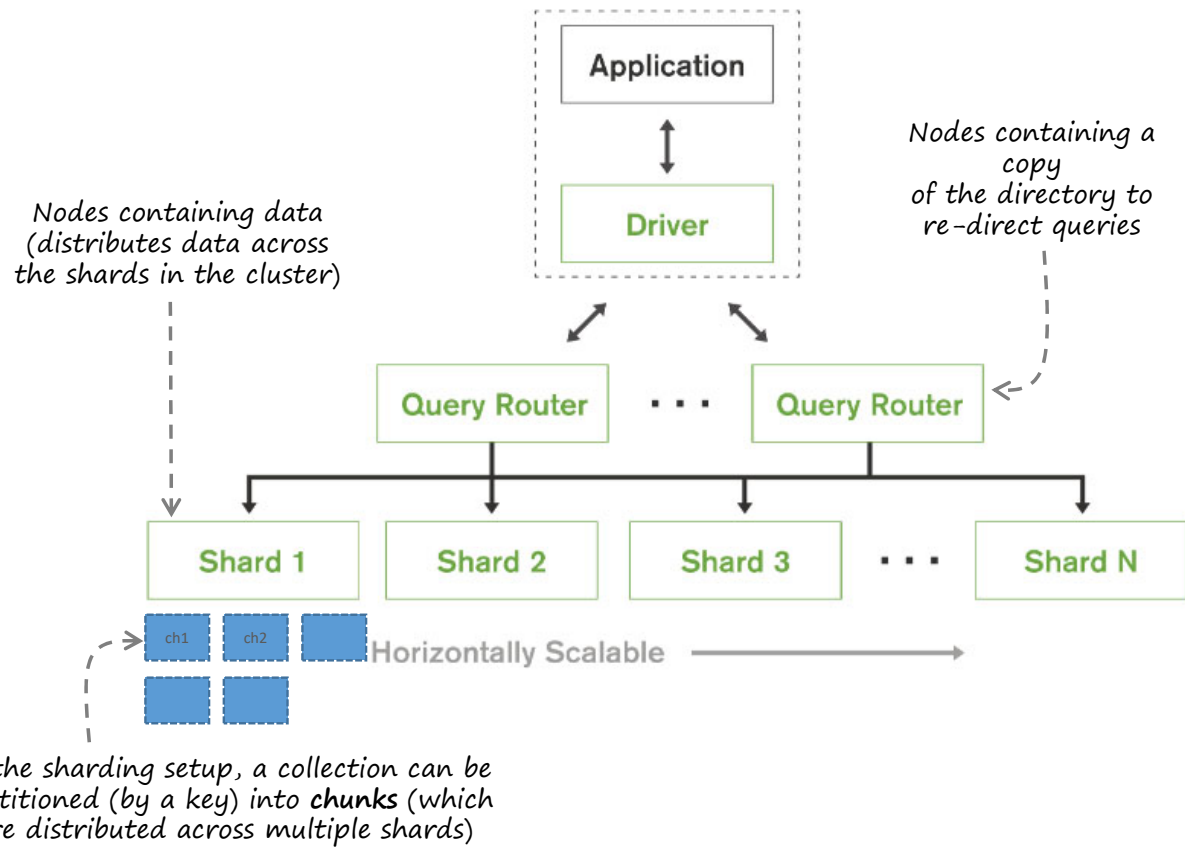 Application
Driver
Nodes containing a
copy
of the directory to
re-direct queries
Nodes containing data
(distributes data across
the shards in the cluster)
Query Router
. . .
Query Router
Shard 1
Shard 2
Shard 3
. . .
Shard N
ch1
ch2
Horizontally Scalable
the sharding setup, a collection can be
titioned (by a key) into chunks (which
e distributed across multiple shards)